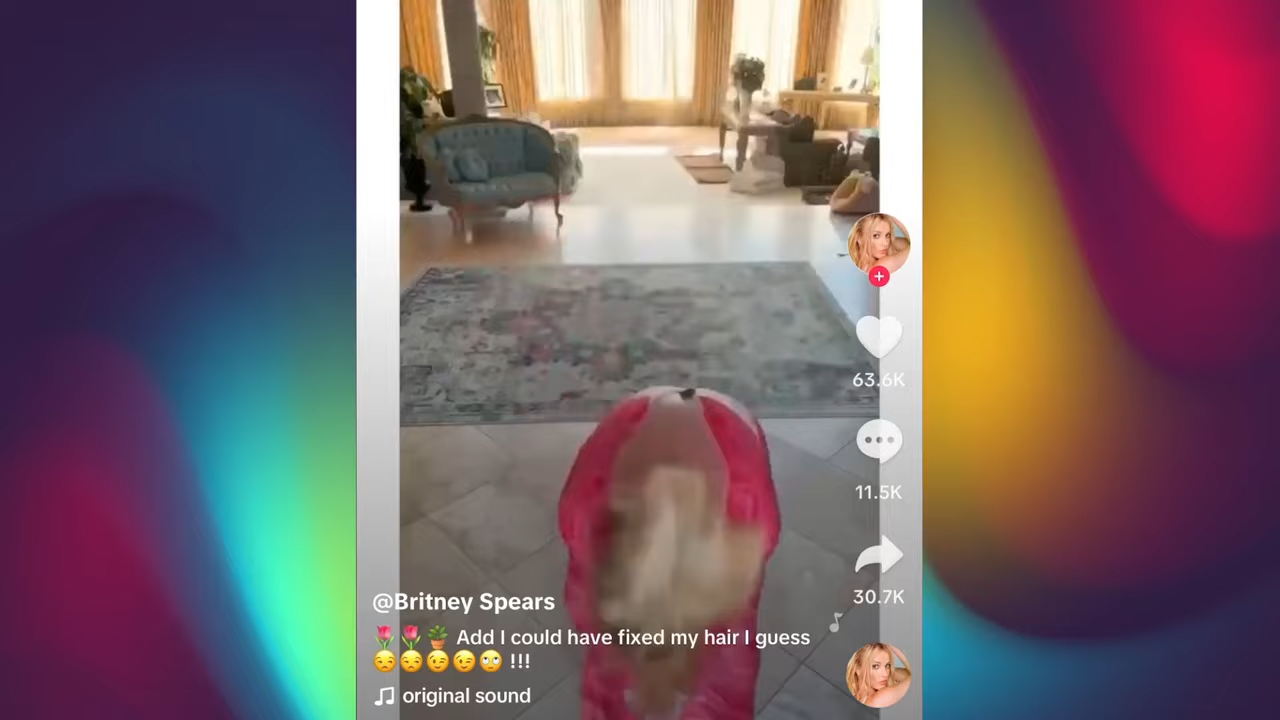 63.6K
11.5K
30.7K
@Britney Spears
🌷🌷🪴 Add I could have fixed my hair I guess
😒😒😉😉🙄 !!!
original sound